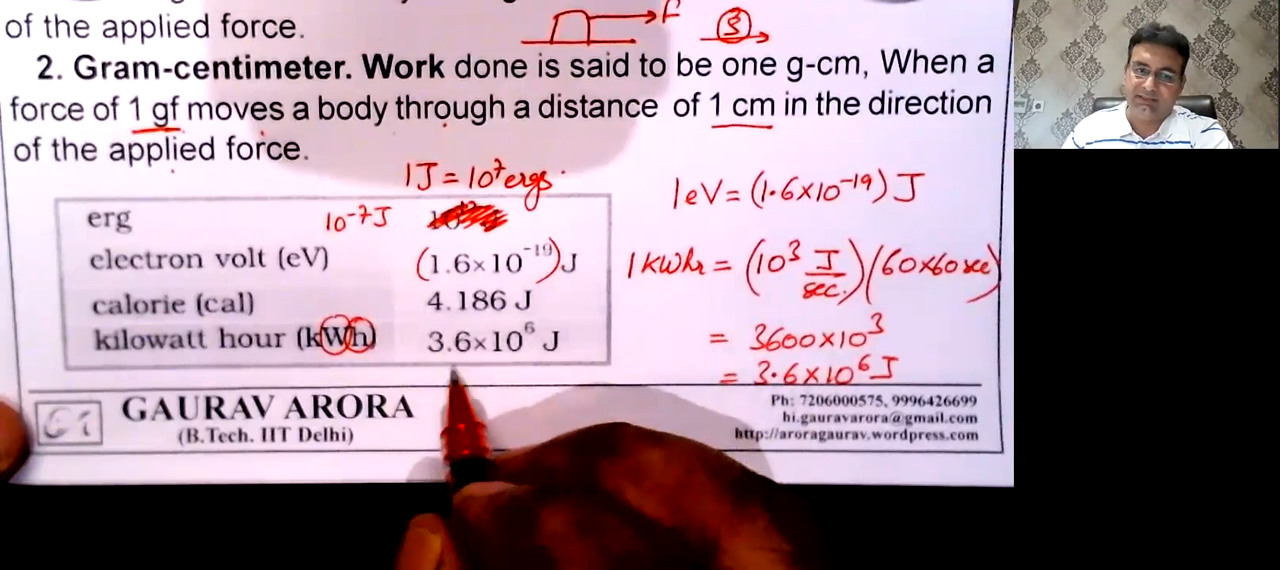 of the applied force.
F
2. Gram-centimeter. Work done is said to be one g-cm, When a
force of 1 gf moves a body through a distance of 1 cm in the direction
of the applied force.
1J = 10⁷ ergs.
1eV = (1.6×10⁻¹⁹) J
erg 10⁻⁷J
electron volt (eV) (1.6×10⁻¹⁹)J
1 kWhr = (10³ J/sec.) (60×60 sec)
calorie (cal) 4.186 J
kilowatt hour (kWh) 3.6×10⁶ J
= 3600×10³
= 3.6×10⁶ J
GAURAV ARORA
(B.Tech. IIT Delhi)
Ph: 7206000575, 9996426699
hi.gauravarora@gmail.com
http://aroragaurav.wordpress.com